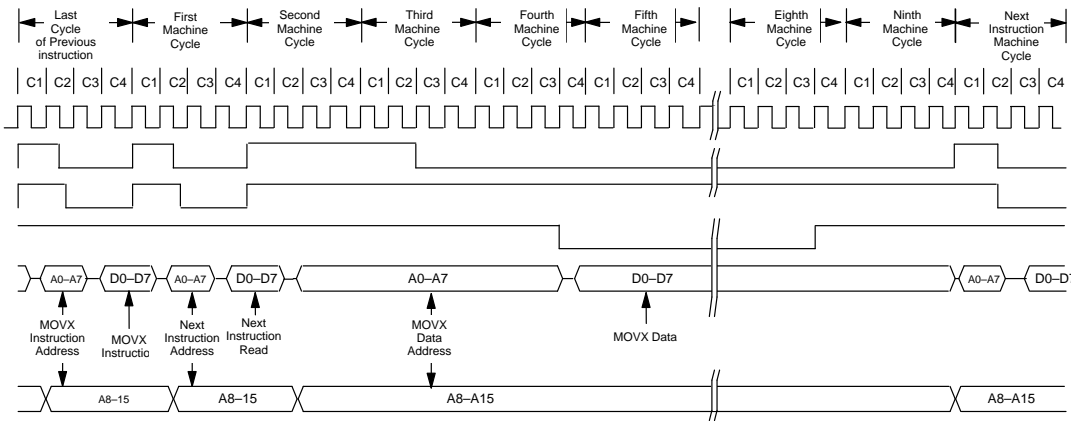 Last
Cycle
of Previous
instruction
First
Machine
Cycle
Second
Machine
Cycle
Third
Machine
Cycle
Fourth
Machine
Cycle
Fifth
Machine
Cycle
Eighth
Machine
Cycle
Ninth
Machine
Cycle
Next
Instruction
Machine
Cycle
C1 C2 C3 C4 C1 C2 C3 C4 C1 C2 C3 C4 C1 C2 C3 C4 C1 C2 C3 C4 C1 C2 C3 C4 C1 C2 C3 C4 C1 C2 C3 C4 C1 C2 C3 C4
A0–A7 D0–D7 A0–A7 D0–D7 A0–A7 D0–D7 A0–A7 D0–D7
MOVX
Instruction
Address
MOVX
Instructio
Next
Instruction
Address
Next
Instruction
Read
MOVX
Data
Address
MOVX Data
A8–15 A8–15 A8–A15 A8–A15